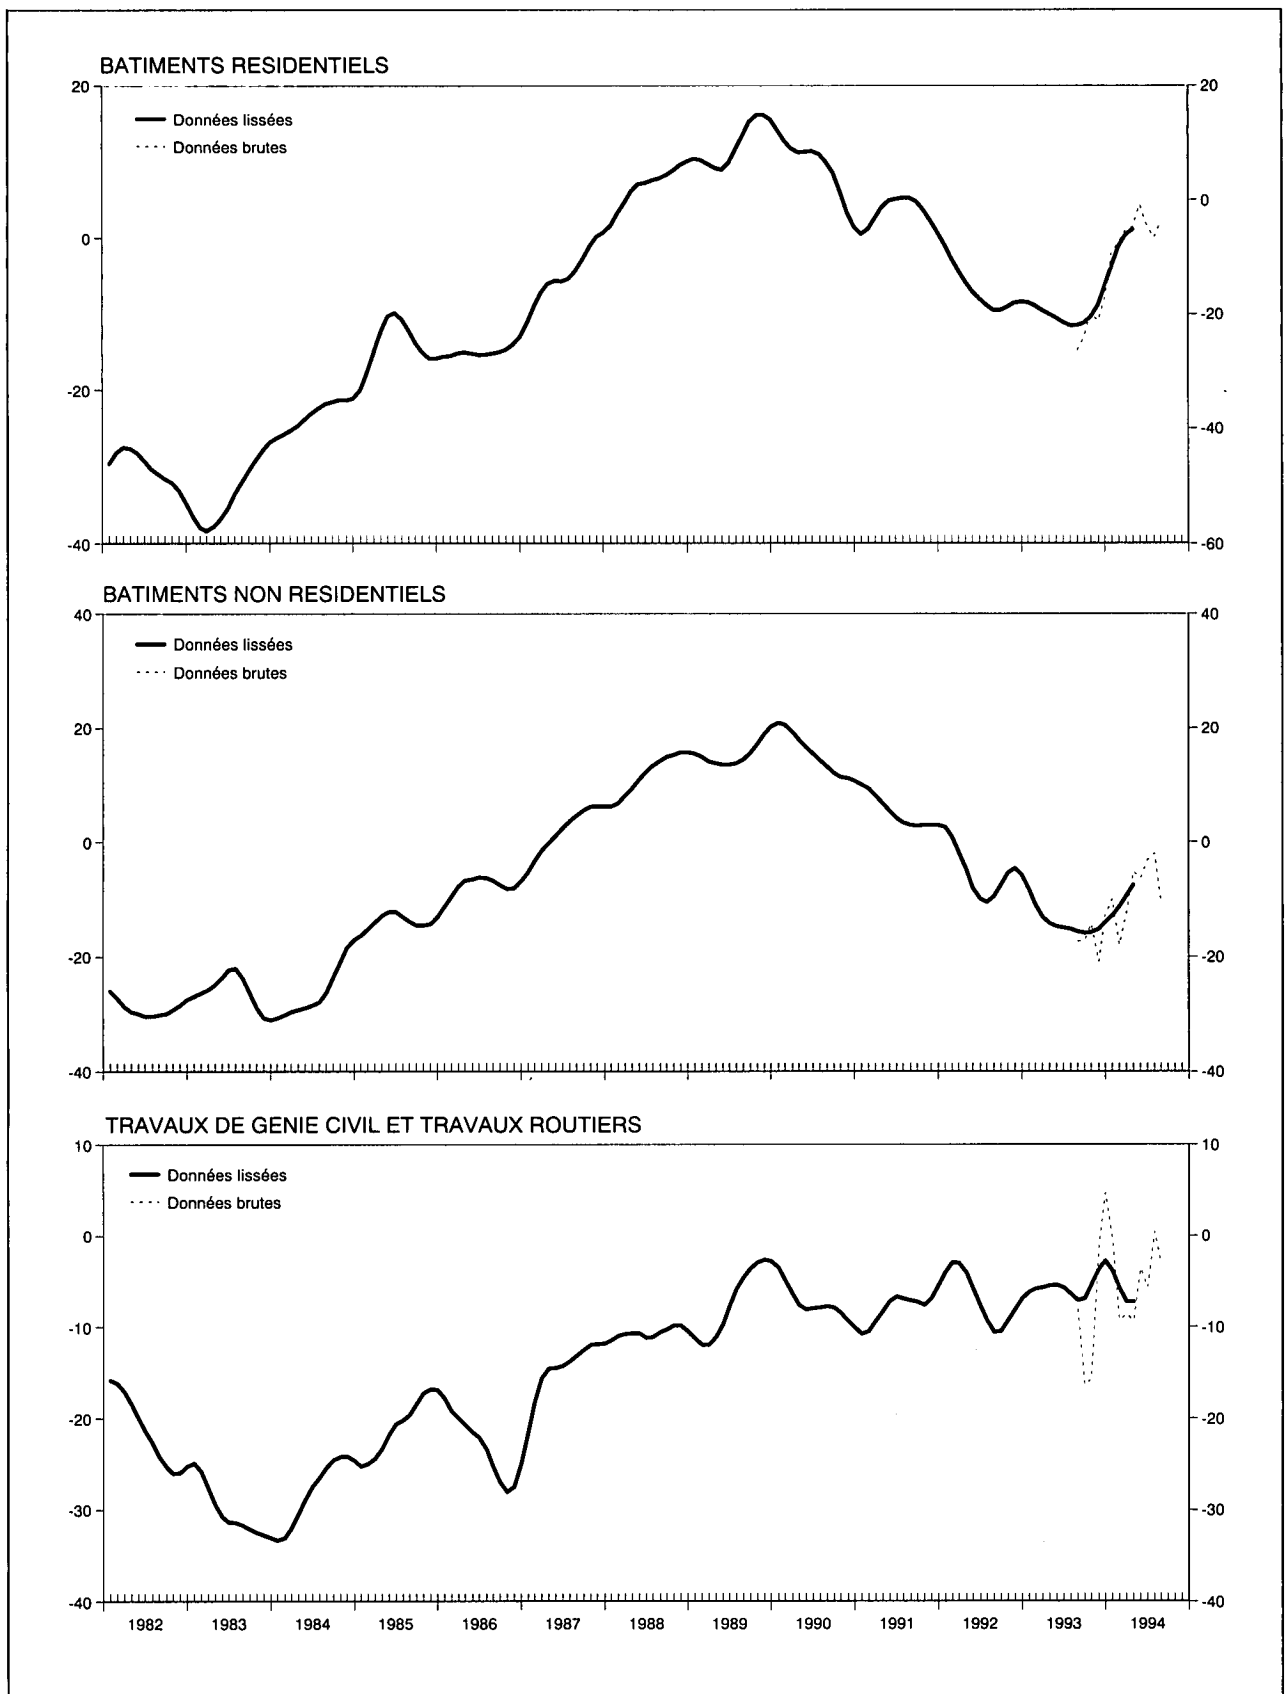 BATIMENTS RESIDENTIELS
20 20
Données lissées
Données brutes
0 0
-20 -20
-40
-40 -60
BATIMENTS NON RESIDENTIELS
40 40
Données lissées
Données brutes
20 20
0 0
-20 -20
-40 -40
TRAVAUX DE GENIE CIVIL ET TRAVAUX ROUTIERS
10 10
Données lissées
Données brutes
0 0
-10 -10
-20 -20
-30 -30
-40 -40
1982 1983 1984 1985 1986 1987 1988 1989 1990 1991 1992 1993 1994